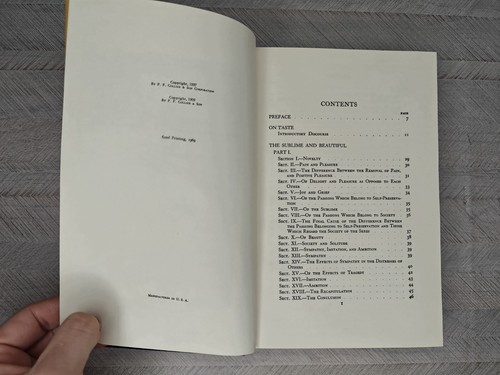 Copyright, 1937
By P. F. Collier & Son Corporation
Copyright, 1909
By P. F. Collier & Son
62nd Printing, 1969
MANUFACTURED IN U. S. A.
CONTENTS
PAGE
PREFACE 7
ON TASTE
Introductory Discourse 11
THE SUBLIME AND BEAUTIFUL
PART I.
Section I.—Novelty 29
Sect. II.—Pain and Pleasure 30
Sect. III.—The Difference Between the Removal of Pain,
and Positive Pleasure 31
Sect. IV.—Of Delight and Pleasure as Opposed to Each
Other 33
Sect. V.—Joy and Grief 34
Sect. VI.—Of the Passions Which Belong to Self-Preserva-
tion 35
Sect. VII.—Of the Sublime 35
Sect. VIII.—Of the Passions Which Belong to Society 36
Sect. IX.—The Final Cause of the Difference Between
the Passions Belonging to Self-Preservation and Those
Which Regard the Society of the Sexes 37
Sect. X.—Of Beauty 38
Sect. XI.—Society and Solitude 39
Sect. XII.—Sympathy, Imitation, and Ambition 39
Sect. XIII.—Sympathy 39
Sect. XIV.—The Effects of Sympathy in the Distresses of
Others 40
Sect. XV.—Of the Effects of Tragedy 41
Sect. XVI.—Imitation 43
Sect. XVII.—Ambition 44
Sect. XVIII.—The Recapitulation 45
Sect. XIX.—The Conclusion 46
1